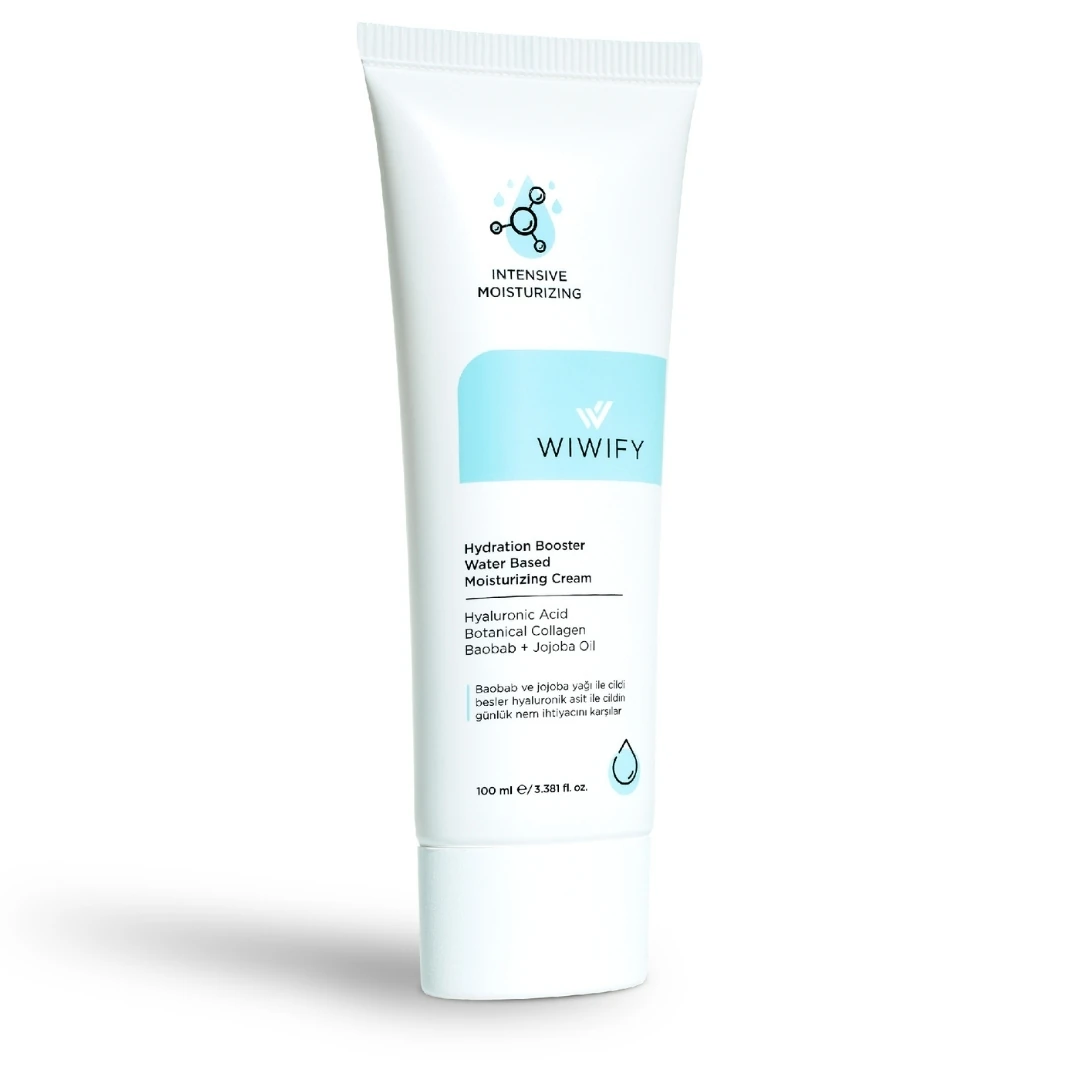 INTENSIVE
MOISTURIZING
WIWIFY
Hydration Booster
Water Based
Moisturizing Cream
Hyaluronic Acid
Botanical Collagen
Baobab + Jojoba Oil
Baobab ve jojoba yağı ile cildi
besler hyaluronik asit ile cildin
günlük nem ihtiyacını karşılar
100 ml ℮/3.381 fl. oz.